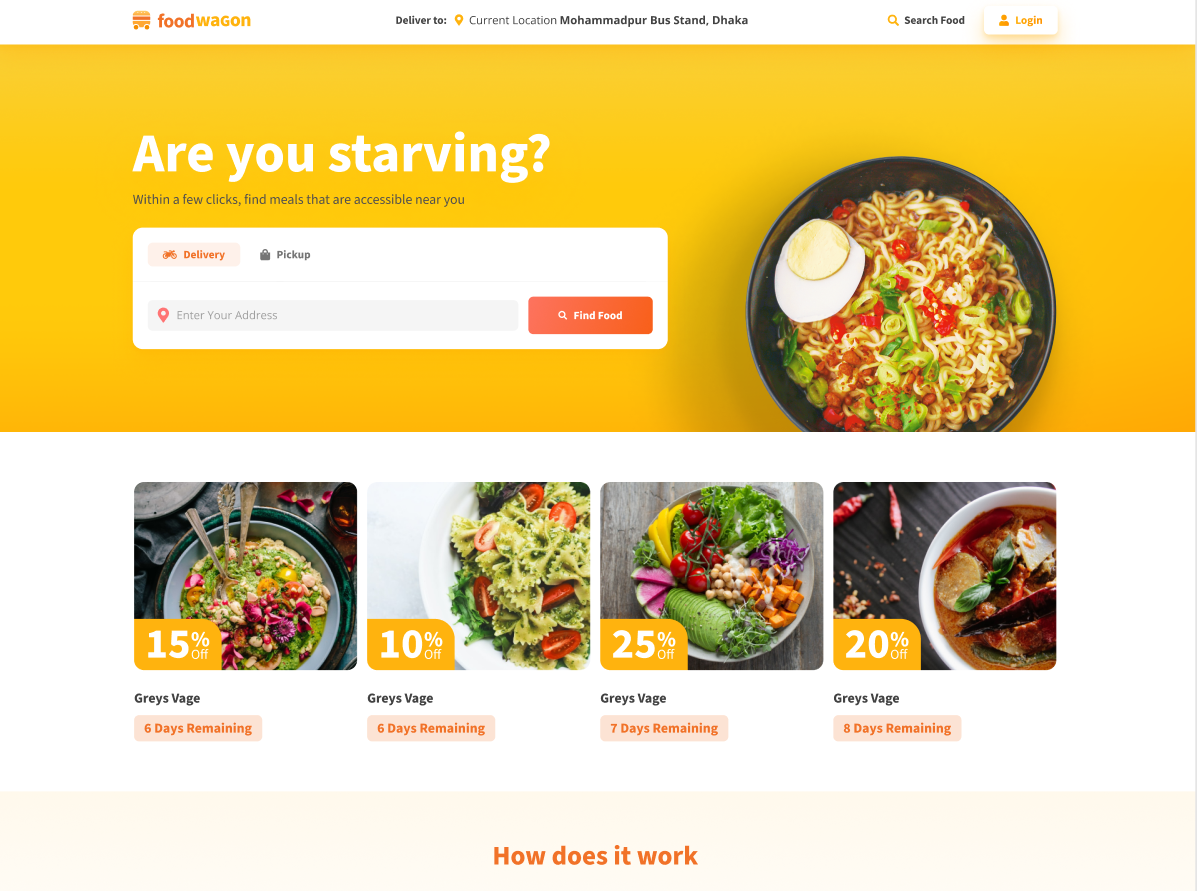 foodwagon
Deliver to: Current Location Mohammadpur Bus Stand, Dhaka
Search Food
Login
Are you starving?
Within a few clicks, find meals that are accessible near you
Delivery
Pickup
Enter Your Address
Find Food
15% Off
10% Off
25% Off
20% Off
Greys Vage
6 Days Remaining
Greys Vage
6 Days Remaining
Greys Vage
7 Days Remaining
Greys Vage
8 Days Remaining
How does it work